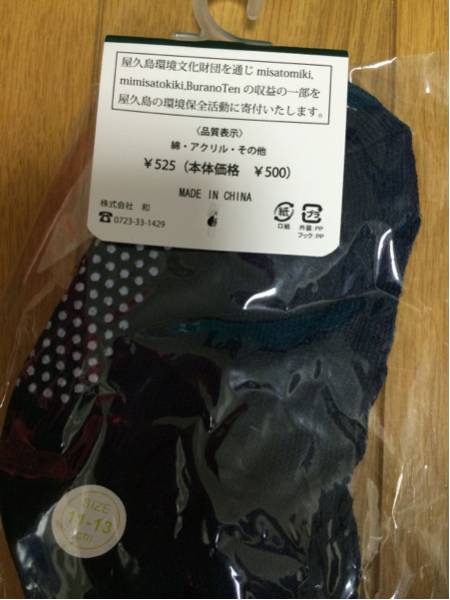 屋久島環境文化財団を通じ misatomiki,
mimisatokiki,BuranoTen の収益の一部を
屋久島の環境保全活動に寄付いたします。
〈品質表示〉
綿・アクリル・その他
￥525（本体価格　￥500）
MADE IN CHINA
株式会社　和
☎0723-33-1429
紙
口紙
プラ
外装:PP
フック:PP
SIZE
11-13
cm